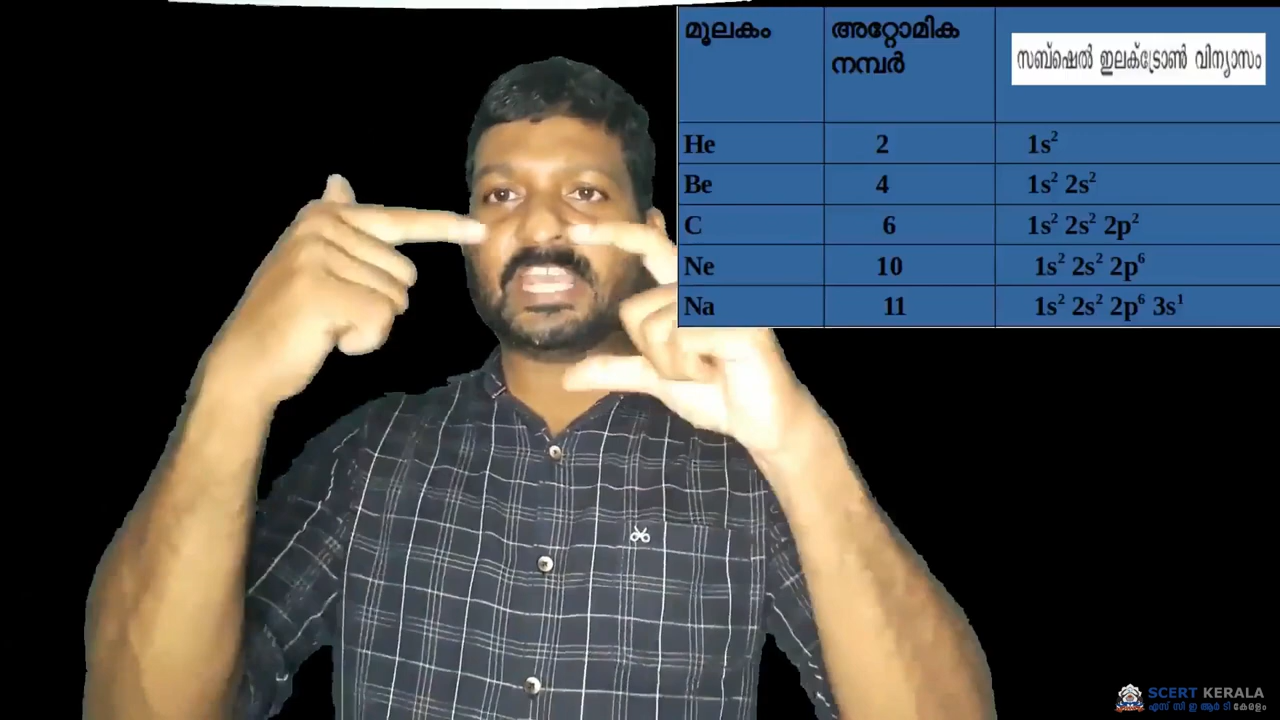 മൂലകം
അറ്റോമിക
നമ്പർ
സബ്ഷെൽ ഇലക്ട്രോൺ വിന്യാസം
He 2 1s²
Be 4 1s² 2s²
C 6 1s² 2s² 2p²
Ne 10 1s² 2s² 2p⁶
Na 11 1s² 2s² 2p⁶ 3s¹
SCERT KERALA
എസ് സി ഇ ആർ ടി കേരളം